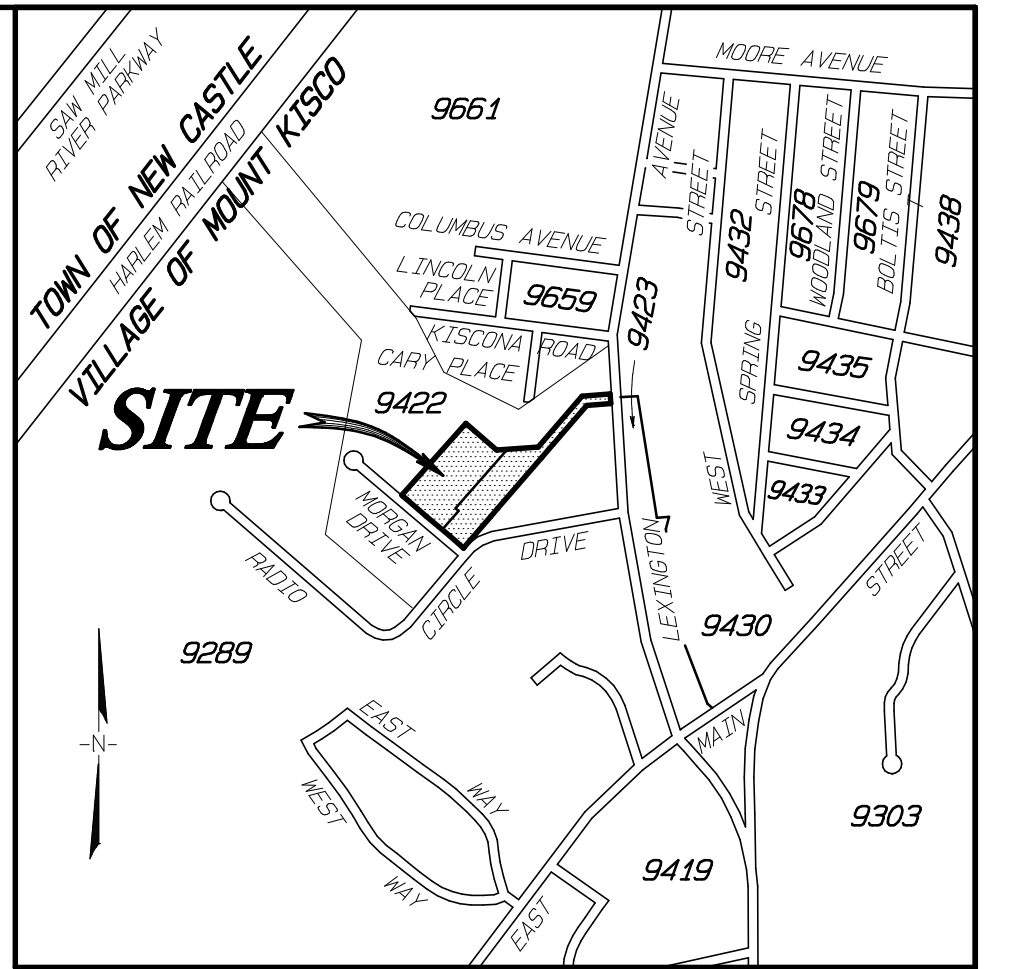 SAW MILL
RIVER PARKWAY
TOWN OF NEW CASTLE
HARLEM RAILROAD
VILLAGE OF MOUNT KISCO
9661
MOORE AVENUE
AVENUE
STREET
9432
STREET
9678
WOODLAND STREET
9679
BOLTIS STREET
9438
COLUMBUS AVENUE
LINCOLN
PLACE
9659
9423
KISCONA ROAD
CARY PLACE
SPRING
9435
9422
SITE
9434
9433
WEST
MORGAN
DRIVE
DRIVE
RADIO
CIRCLE
LEXINGTON
STREET
9430
9289
-N-
EAST
WAY
WEST
WAY
MAIN
9303
9419
EAST